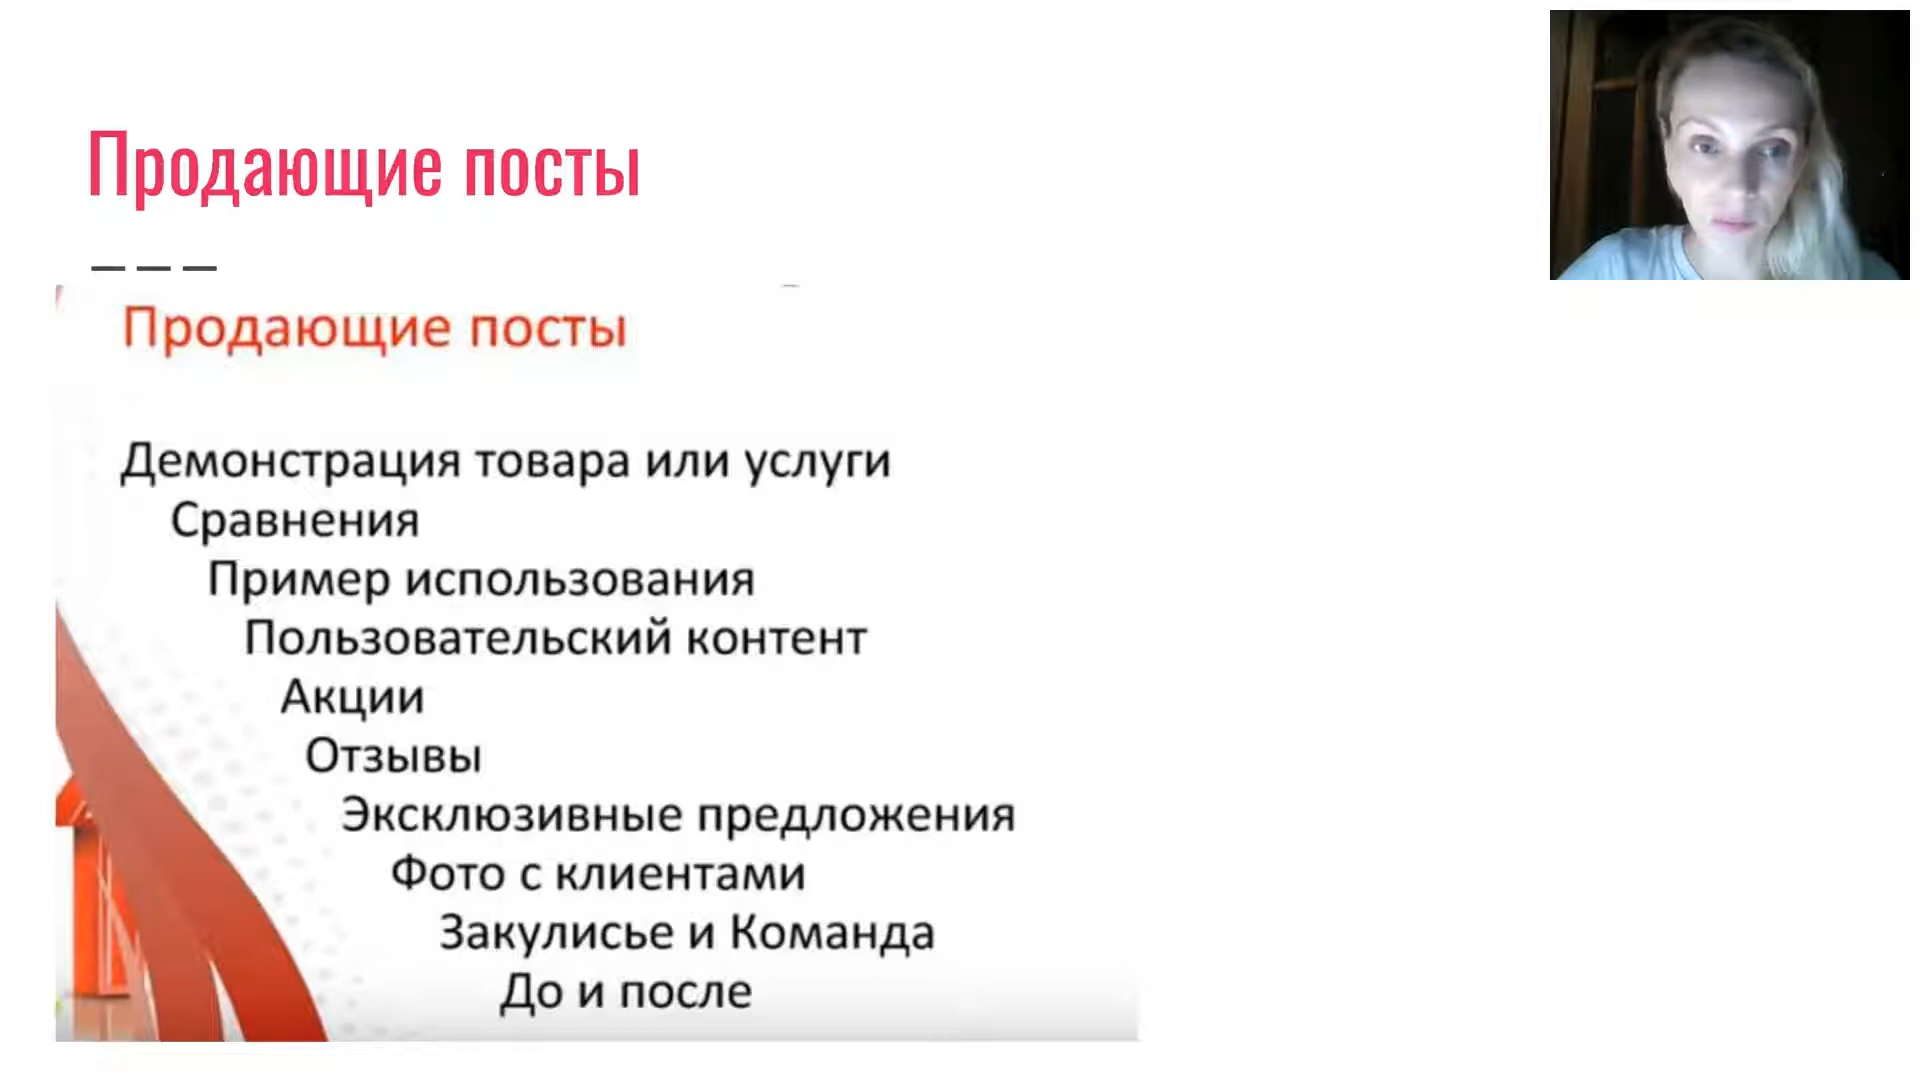 Продающие посты
Продающие посты
Демонстрация товара или услуги
Сравнения
Пример использования
Пользовательский контент
Акции
Отзывы
Эксклюзивные предложения
Фото с клиентами
Закулисье и Команда
До и после